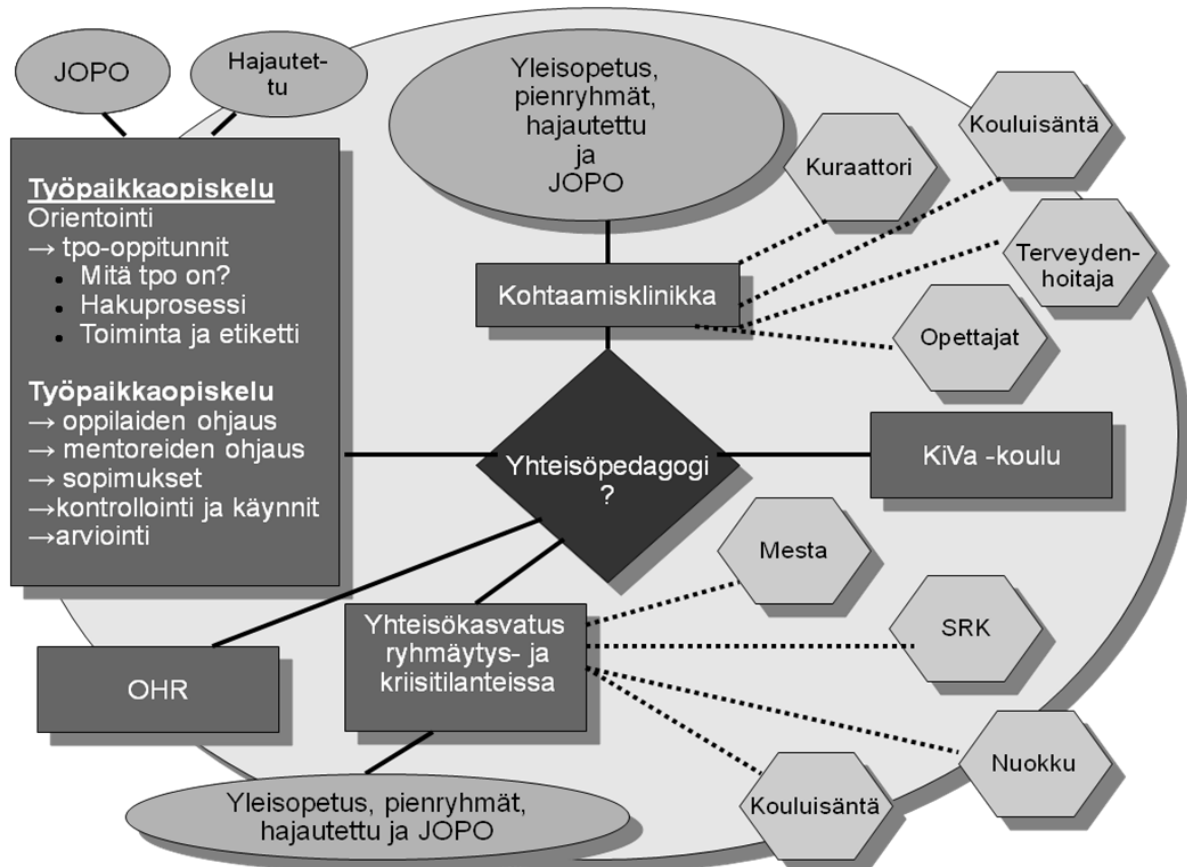 JOPO
Hajautet-
tu
Yleisopetus,
pienryhmät,
hajautettu
ja
JOPO
Kuraattori
Kouluisäntä
Terveyden-
hoitaja
Opettajat
Kohtaamisklinikka
Työpaikkaopiskelu
Orientointi
→ tpo-oppitunnit
• Mitä tpo on?
• Hakuprosessi
• Toiminta ja etiketti
Työpaikkaopiskelu
→ oppilaiden ohjaus
→ mentoreiden ohjaus
→ sopimukset
→kontrollointi ja käynnit
→arviointi
Yhteisöpedagogi
?
KiVa -koulu
Mesta
SRK
Nuokku
Kouluisäntä
Yhteisökasvatus
ryhmäytys- ja
kriisitilanteissa
OHR
Yleisopetus, pienryhmät,
hajautettu ja JOPO